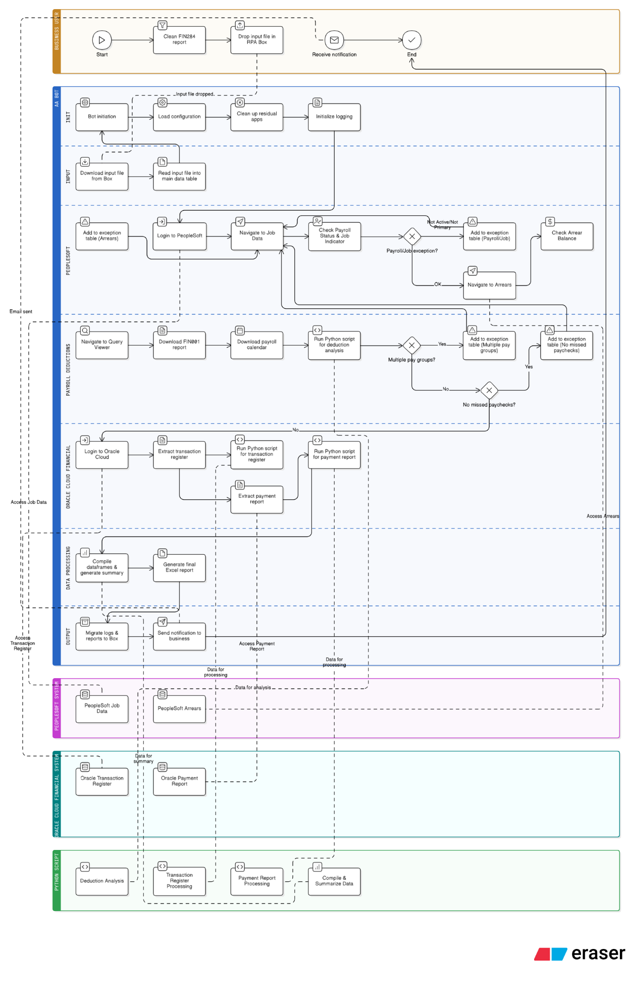 BUSINESS USER
Clean FIN284
report
Drop input file in
RPA Box
Start
Receive notification
End
AA BOT
Input file dropped
INIT
Bot initiation
Load configuration
Clean up residual
apps
Initialize logging
INPUT
Download input file
from Box
Read input file into
main data table
PEOPLESOFT
Add to exception
table (Arrears)
Login to PeopleSoft
Navigate to Job
Data
Check Payroll
Status & Job
Indicator
Payroll/Job exception?
Not Active/Not
Primary
Add to exception
table (Payroll/Job)
Check Arrear
Balance
OK
Navigate to Arrears
Email sent
PAYROLL DEDUCTIONS
Navigate to Query
Viewer
Download FIN001
report
Download payroll
calendar
Run Python script
for deduction
analysis
Multiple pay groups?
Yes
Add to exception
table (Multiple pay
groups)
Add to exception
table (No missed
paychecks)
Yes
No
No missed paychecks?
No
ORACLE CLOUD FINANCIAL
Login to Oracle
Cloud
Extract transaction
register
Run Python script
for transaction
register
Run Python script
for payment report
Extract payment
report
Access Job Data
Access Arrears
DATA PROCESSING
Compile
dataframes &
generate summary
Generate final
Excel report
OUTPUT
Migrate logs &
reports to Box
Send notification to
business
Access
Transaction
Register
Access Payment
Report
Data for
processing
Data for
processing
Data for analysis
PEOPLESOFT SYSTEM
PeopleSoft Job
Data
PeopleSoft Arrears
ORACLE CLOUD FINANCIAL SYSTEM
Data for
summary
Oracle Transaction
Register
Oracle Payment
Report
PYTHON SCRIPT
Deduction Analysis
Transaction
Register
Processing
Payment Report
Processing
Compile &
Summarize Data
eraser